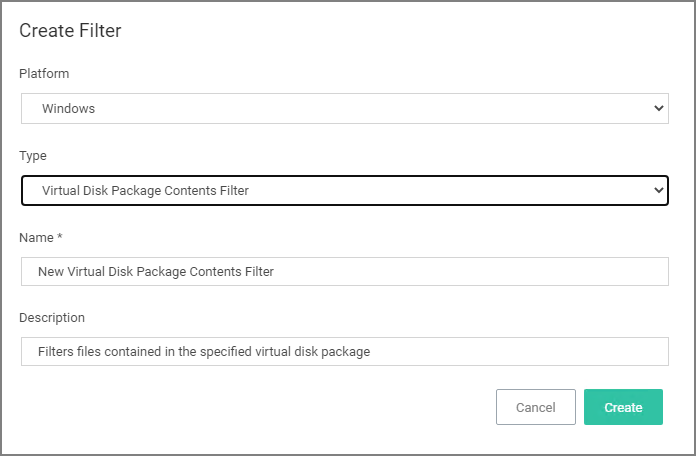 Create Filter
Platform
Windows
Type
Virtual Disk Package Contents Filter
Name *
New Virtual Disk Package Contents Filter
Description
Filters files contained in the specified virtual disk package
Cancel
Create